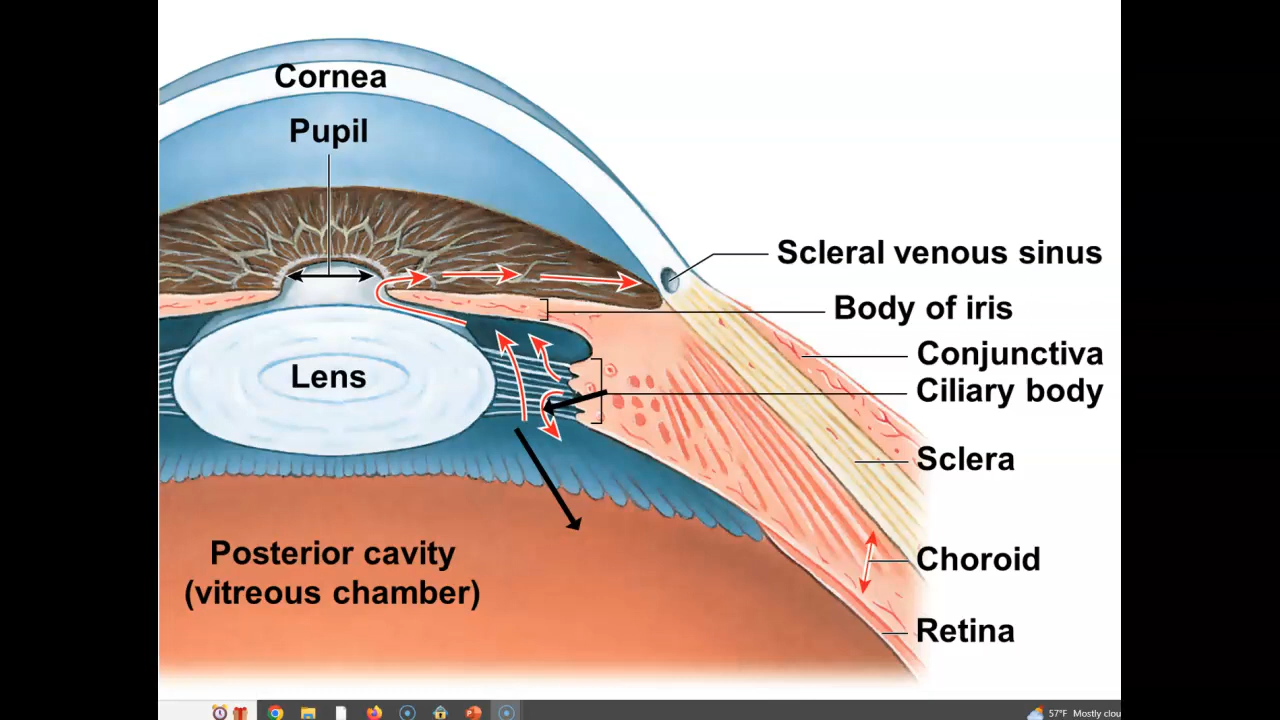 Cornea
Pupil
Scleral venous sinus
Body of iris
Conjunctiva
Ciliary body
Lens
Sclera
Posterior cavity
(vitreous chamber)
Choroid
Retina
57°F Mostly clou